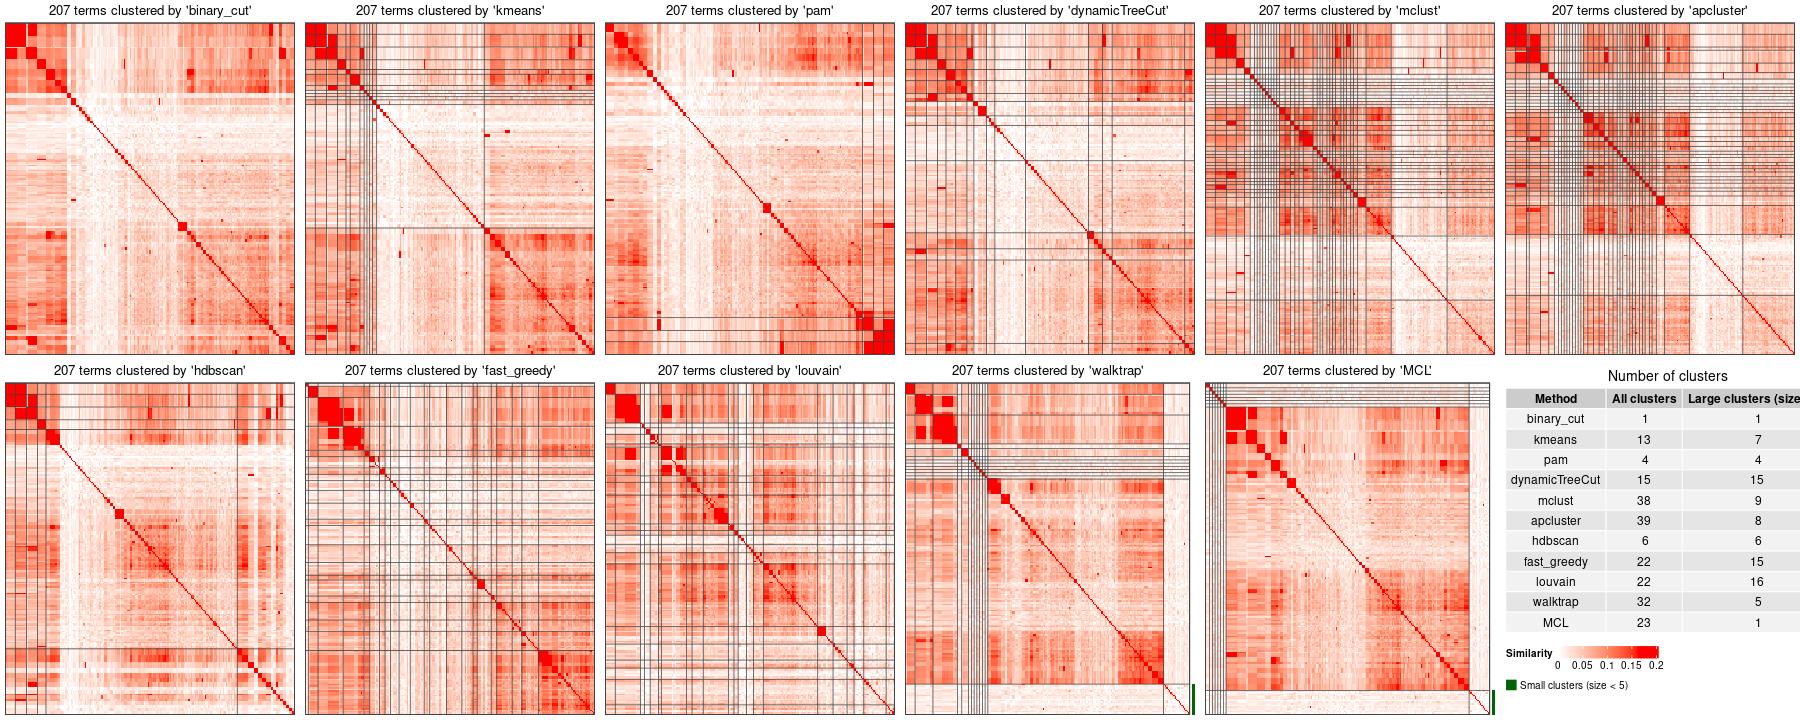 207 terms clustered by 'binary_cut'
207 terms clustered by 'kmeans'
207 terms clustered by 'pam'
207 terms clustered by 'dynamicTreeCut'
207 terms clustered by 'mclust'
207 terms clustered by 'apcluster'
207 terms clustered by 'hdbscan'
207 terms clustered by 'fast_greedy'
207 terms clustered by 'louvain'
207 terms clustered by 'walktrap'
207 terms clustered by 'MCL'
Number of clusters
Method All clusters Large clusters (size
binary_cut 1 1
kmeans 13 7
pam 4 4
dynamicTreeCut 15 15
mclust 38 9
apcluster 39 8
hdbscan 6 6
fast_greedy 22 15
louvain 22 16
walktrap 32 5
MCL 23 1
Similarity
0 0.05 0.1 0.15 0.2
Small clusters (size < 5)